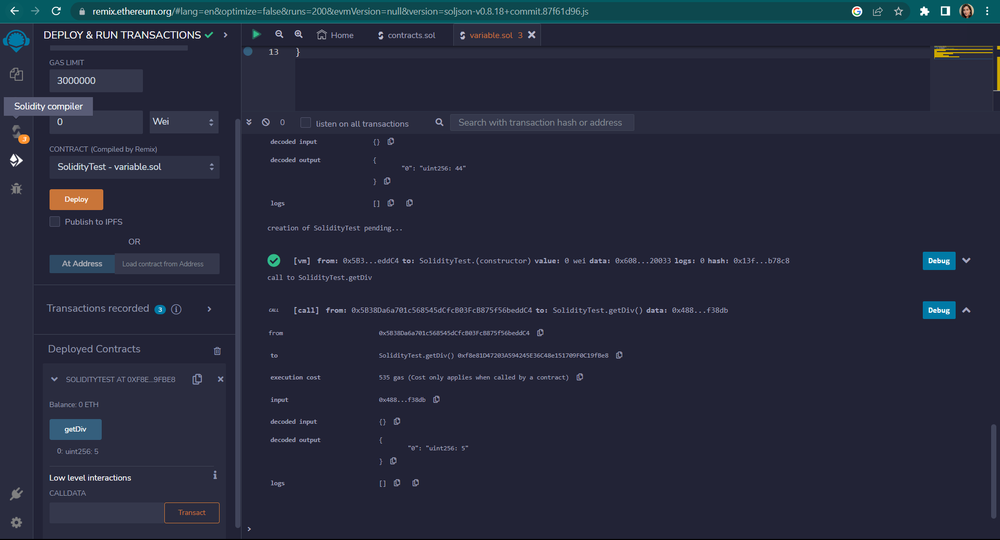 remix.ethereum.org/#lang=en&optimize=false&runs=200&evmVersion=null&version=soljson-v0.8.18+commit.87f61d96.js
DEPLOY & RUN TRANSACTIONS
GAS LIMIT
3000000
Solidity compiler
0
Wei
3
CONTRACT (Compiled by Remix)
SolidityTest - variable.sol
Deploy
Publish to IPFS
OR
At Address
Load contract from Address
Transactions recorded 3 i
Deployed Contracts
SOLIDITYTEST AT 0XF8E...9FBE8
Balance: 0 ETH
getDiv
0: uint256: 5
Low level interactions
CALLDATA
Transact
Home
contracts.sol
variable.sol 3
13 }
0
listen on all transactions
Search with transaction hash or address
decoded input {}
decoded output {
"0": "uint256: 44"
}
logs []
creation of SolidityTest pending...
[vm] from: 0x5B3...eddC4 to: SolidityTest.(constructor) value: 0 wei data: 0x608...20033 logs: 0 hash: 0x13f...b78c8
Debug
call to SolidityTest.getDiv
CALL [call] from: 0x5B38Da6a701c568545dCfcB03FcB875f56beddC4 to: SolidityTest.getDiv() data: 0x488...f38db
Debug
from 0x5B38Da6a701c568545dCfcB03FcB875f56beddC4
to SolidityTest.getDiv() 0xf8e81D47203A594245E36C48e151709F0C19fBe8
execution cost 535 gas (Cost only applies when called by a contract)
input 0x488...f38db
decoded input {}
decoded output {
"0": "uint256: 5"
}
logs []
>